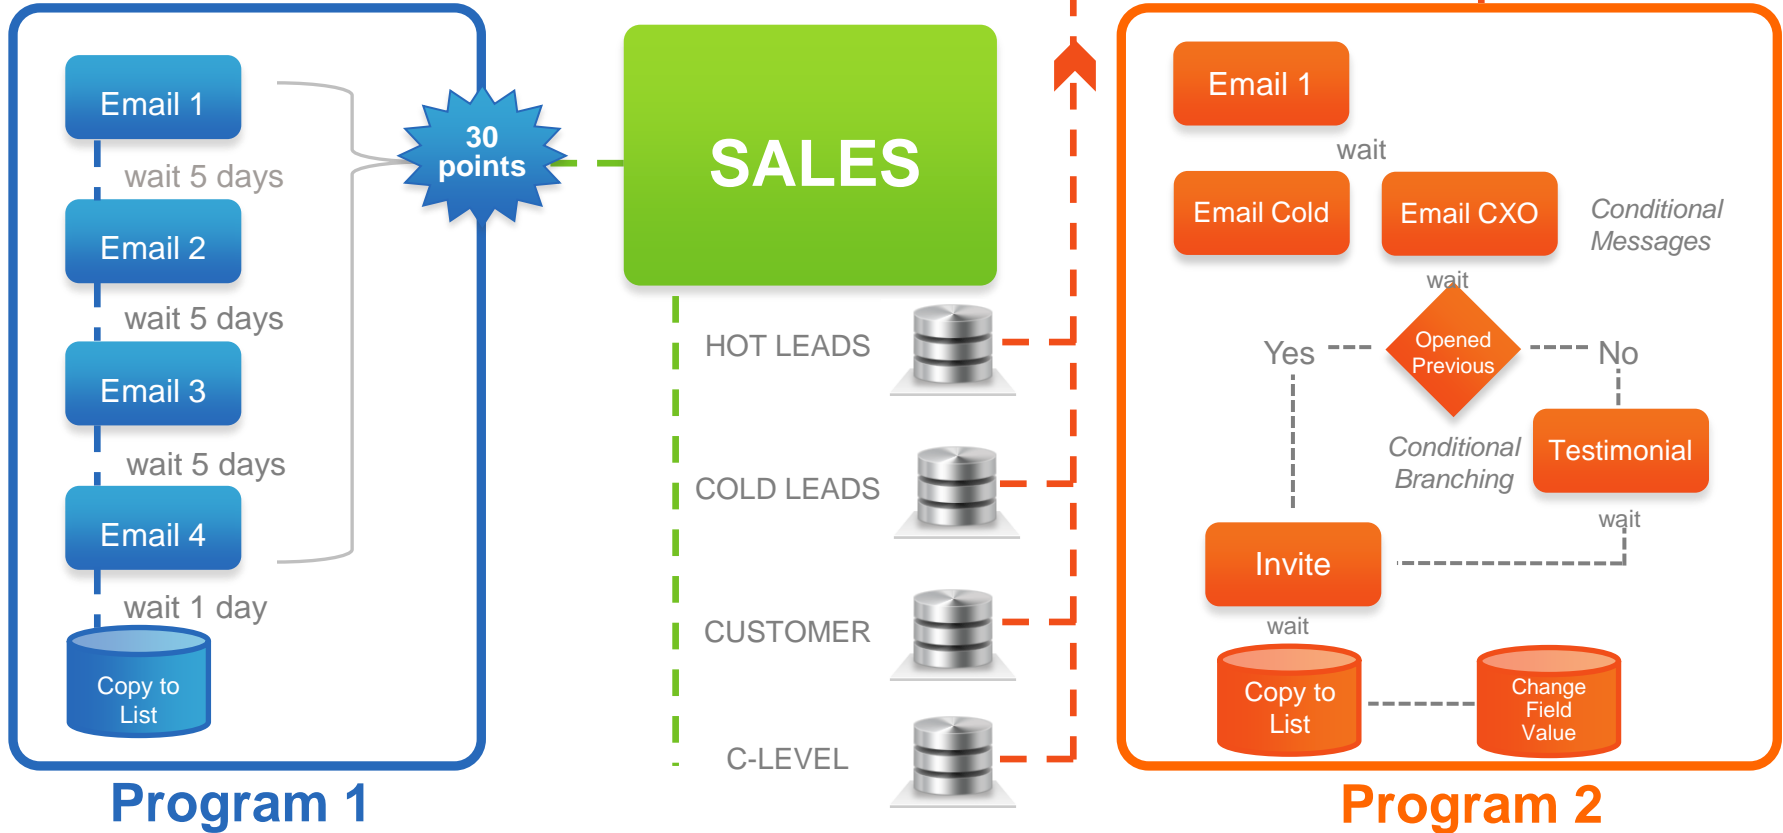 Email 1
wait 5 days
Email 2
wait 5 days
Email 3
wait 5 days
Email 4
wait 1 day
Copy to
List
Program 1
30
points
SALES
HOT LEADS
COLD LEADS
CUSTOMER
C-LEVEL
Email 1
wait
Email Cold
Email CXO
Conditional
Messages
wait
Opened
Previous
Yes
No
Conditional
Branching
Testimonial
wait
Invite
wait
Copy to
List
Change
Field
Value
Program 2